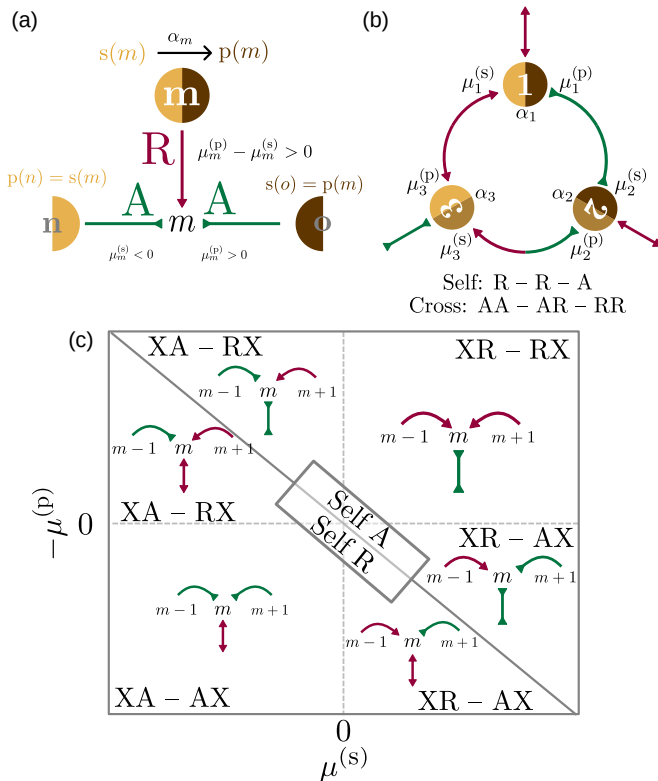 (a)
s(m) α_m p(m)
m
R μ_m^(p) − μ_m^(s) > 0
p(n) = s(m) s(o) = p(m)
n A m A o
μ_m^(s) < 0 μ_m^(p) > 0
(b)
μ_1^(s) 1 μ_1^(p)
α_1
μ_3^(p) α_3 α_2 μ_2^(s)
3 2
μ_3^(s) μ_2^(p)
Self: R – R – A
Cross: AA – AR – RR
(c)
XA – RX XR – RX
m − 1 m m + 1
m − 1 m m + 1
m − 1 m m + 1
XA – RX
Self A
Self R
XR – AX
m − 1 m m + 1
m − 1 m m + 1
m − 1 m m + 1
XA – AX XR – AX
−μ^(p)
0
0
μ^(s)